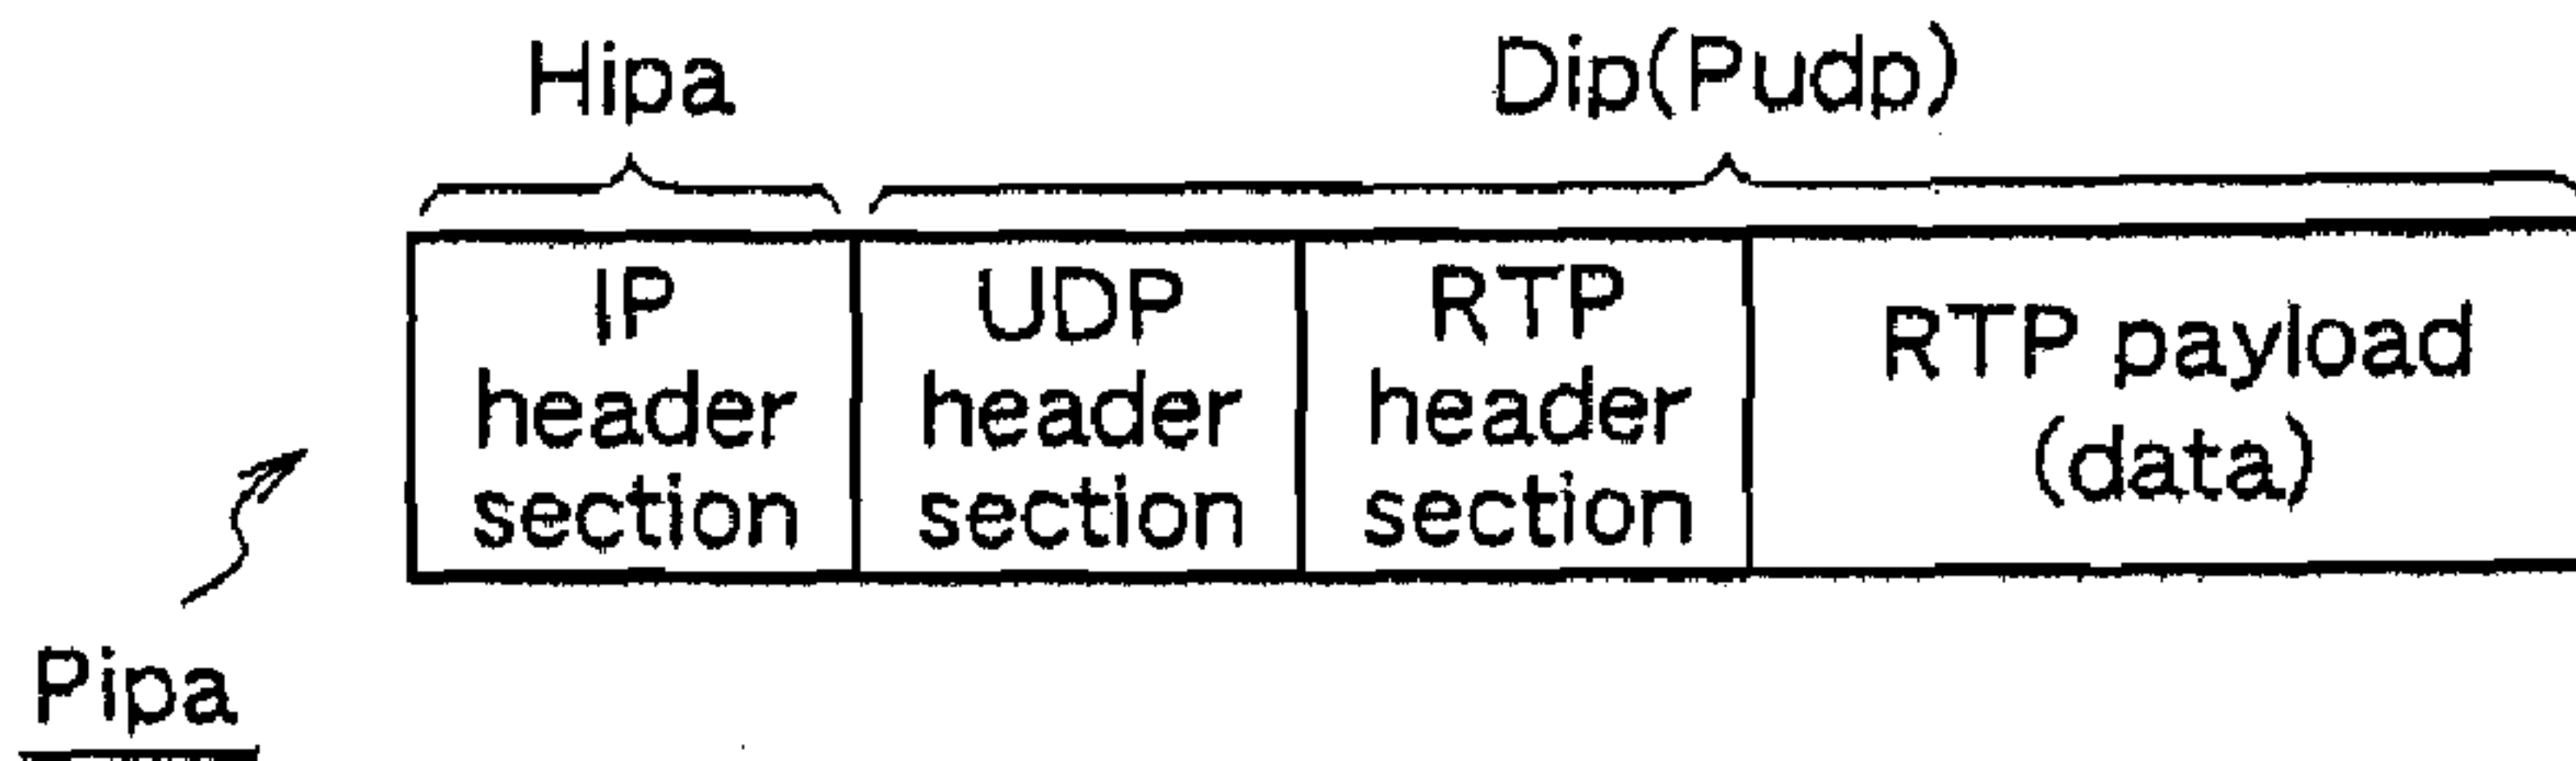 Hipa
Dip(Pudp)
IP
header
section
UDP
header
section
RTP
header
section
RTP payload
(data)
Pipa